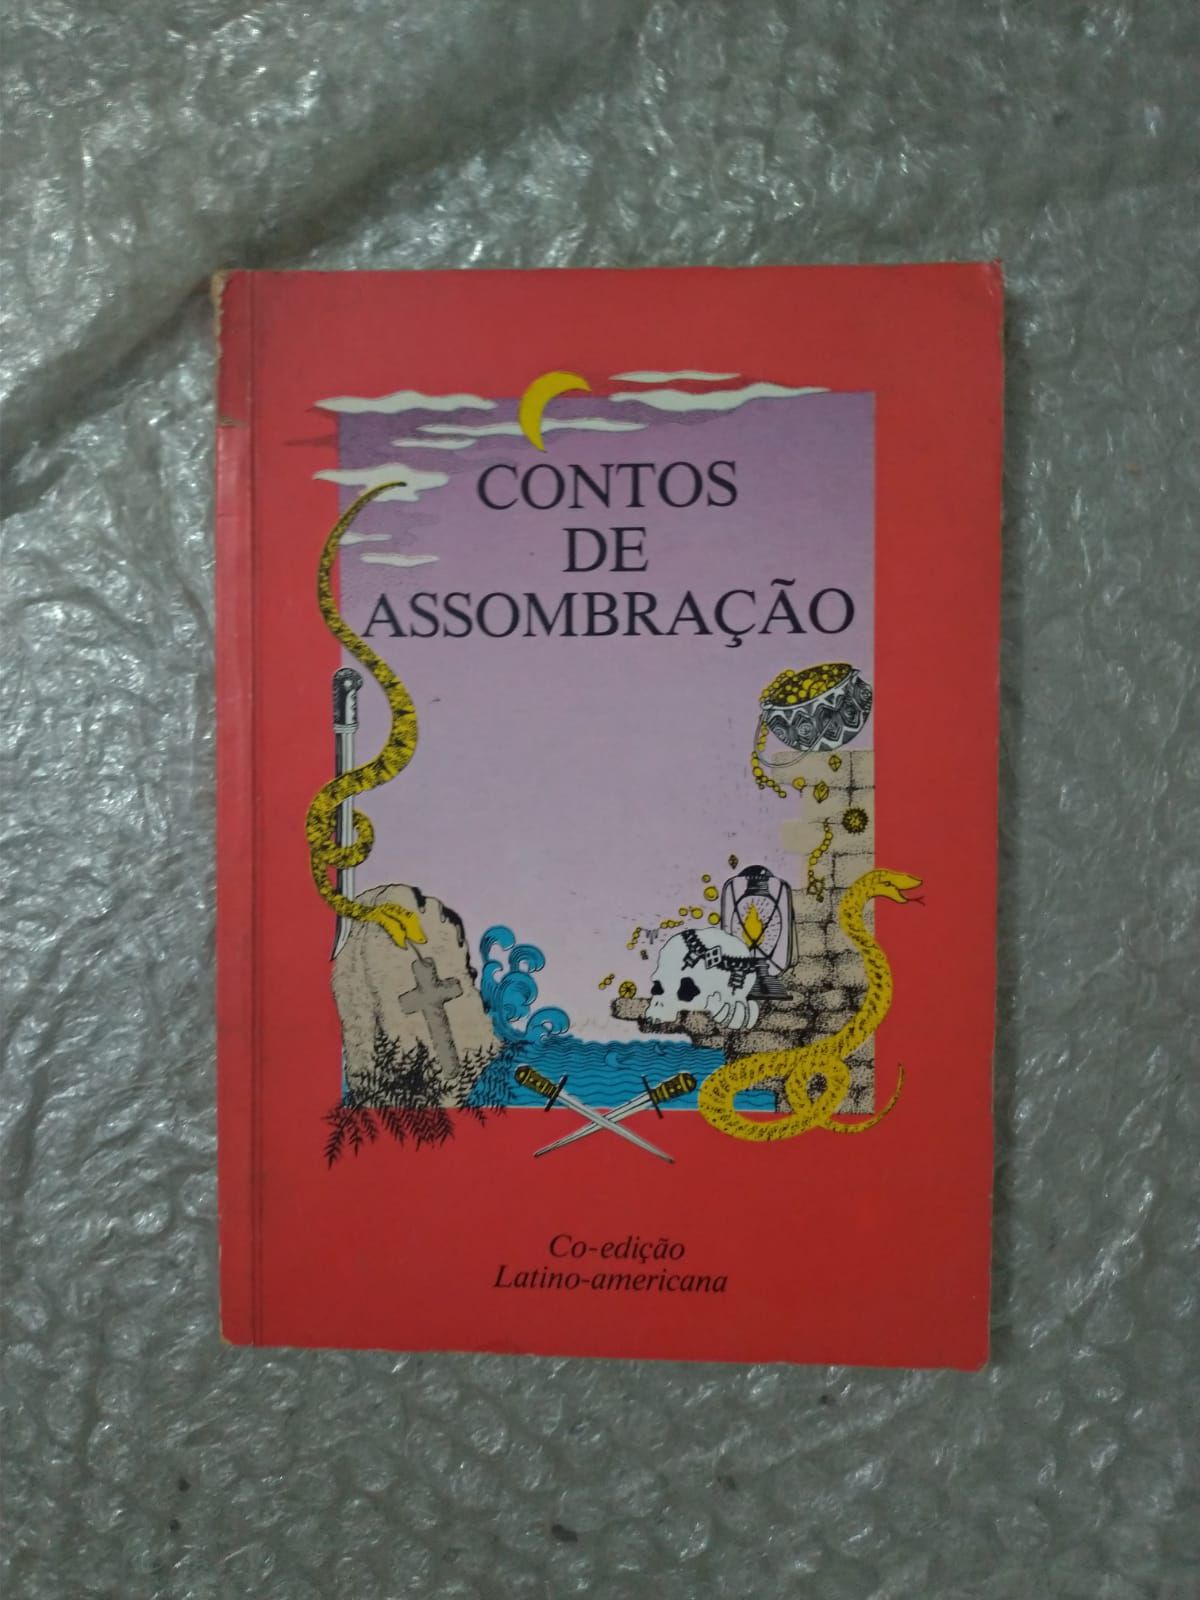 CONTOS
DE
ASSOMBRAÇÃO
Co-edição
Latino-americana